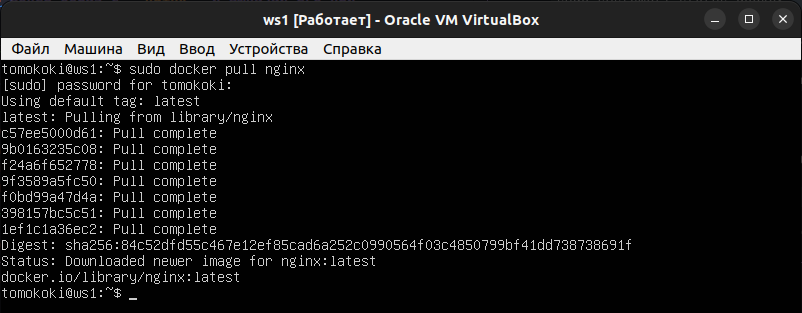 ws1 [Работает] - Oracle VM VirtualBox
Файл Машина Вид Ввод Устройства Справка
tomokoki@ws1:~$ sudo docker pull nginx
[sudo] password for tomokoki:
Using default tag: latest
latest: Pulling from library/nginx
c57ee5000d61: Pull complete
9b0163235c08: Pull complete
f24a6f652778: Pull complete
9f3589a5fc50: Pull complete
f0bd99a47d4a: Pull complete
398157bc5c51: Pull complete
1ef1c1a36ec2: Pull complete
Digest: sha256:84c52dfd55c467e12ef85cad6a252c0990564f03c4850799bf41dd738738691f
Status: Downloaded newer image for nginx:latest
docker.io/library/nginx:latest
tomokoki@ws1:~$ _